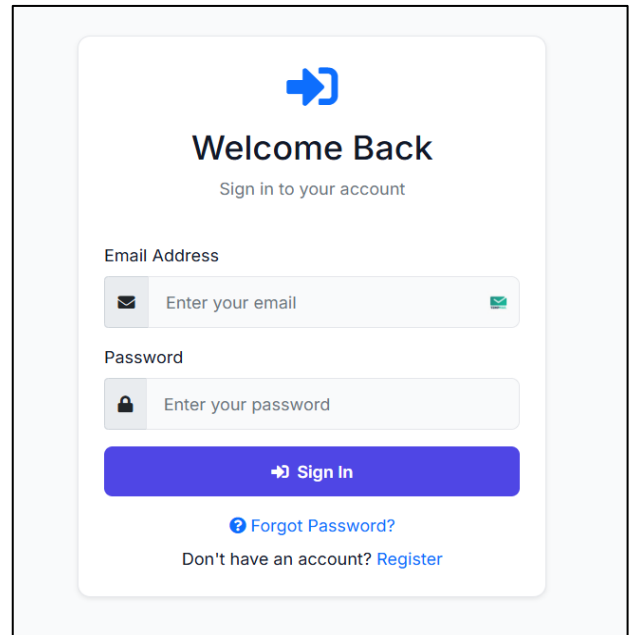 Welcome Back
Sign in to your account
Email Address
Enter your email
Password
Enter your password
Sign In
Forgot Password?
Don't have an account? Register